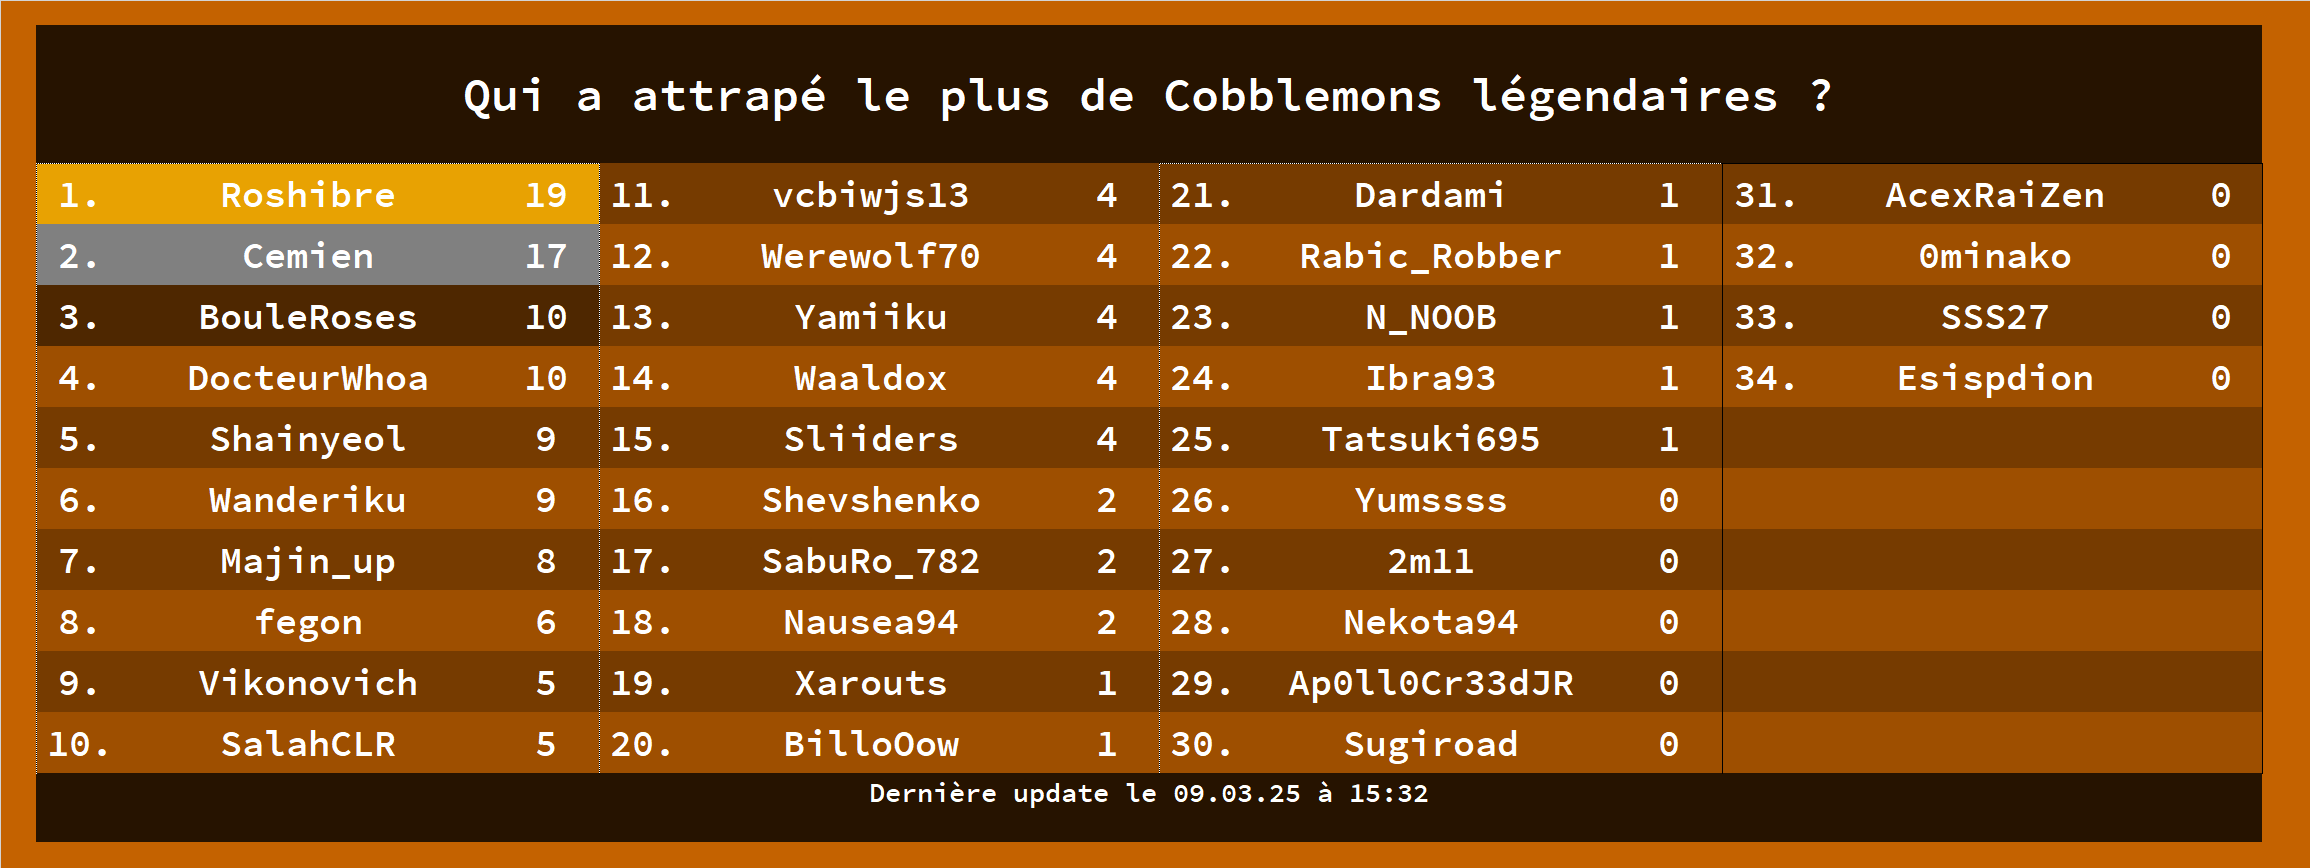 Qui a attrapé le plus de Cobblemons légendaires ?
1. Roshibre 19 11. vcbiwjs13 4 21. Dardami 1 31. AcexRaiZen 0
2. Cemien 17 12. Werewolf70 4 22. Rabic_Robber 1 32. 0minako 0
3. BouleRoses 10 13. Yamiiku 4 23. N_NOOB 1 33. SSS27 0
4. DocteurWhoa 10 14. Waaldox 4 24. Ibra93 1 34. Esispdion 0
5. Shainyeol 9 15. Sliiders 4 25. Tatsuki695 1
6. Wanderiku 9 16. Shevshenko 2 26. Yumssss 0
7. Majin_up 8 17. SabuRo_782 2 27. 2m11 0
8. fegon 6 18. Nausea94 2 28. Nekota94 0
9. Vikonovich 5 19. Xarouts 1 29. Ap0ll0Cr33dJR 0
10. SalahCLR 5 20. BilloOow 1 30. Sugiroad 0
Dernière update le 09.03.25 à 15:32